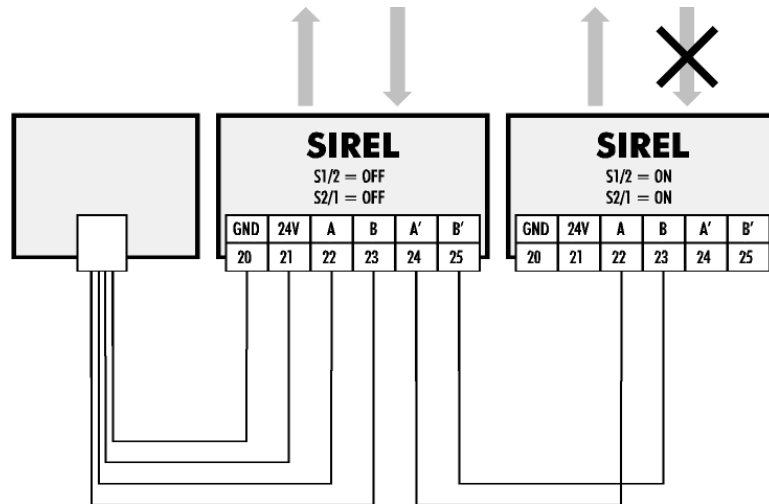 SIREL
S1/2 = OFF
S2/1 = OFF
GND 24V A B A' B'
20 21 22 23 24 25
SIREL
S1/2 = ON
S2/1 = ON
GND 24V A B A' B'
20 21 22 23 24 25